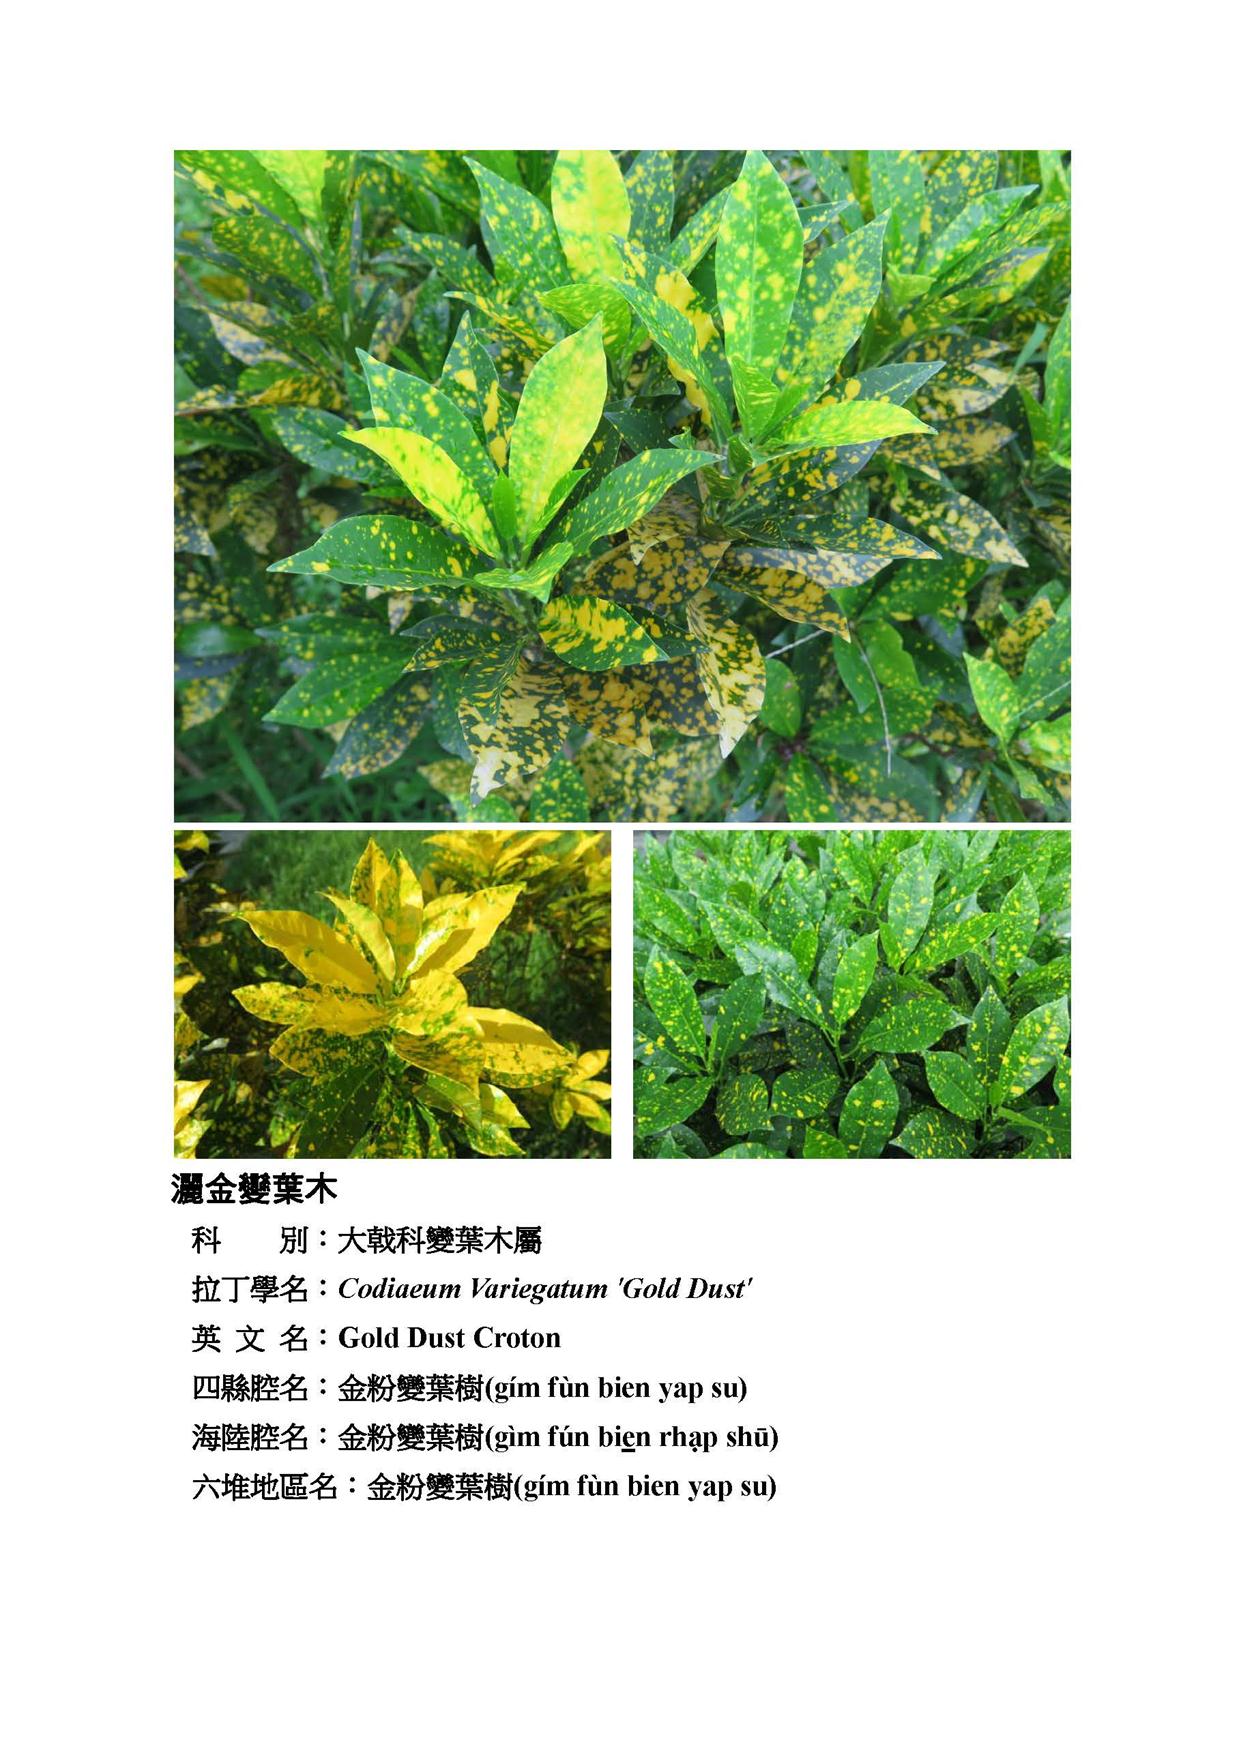 灑金變葉木
科　　別：大戟科變葉木屬
拉丁學名：Codiaeum Variegatum 'Gold Dust'
英 文 名：Gold Dust Croton
四縣腔名：金粉變葉樹(gím fùn bien yap su)
海陸腔名：金粉變葉樹(gìm fún bien rhạp shū)
六堆地區名：金粉變葉樹(gím fùn bien yap su)